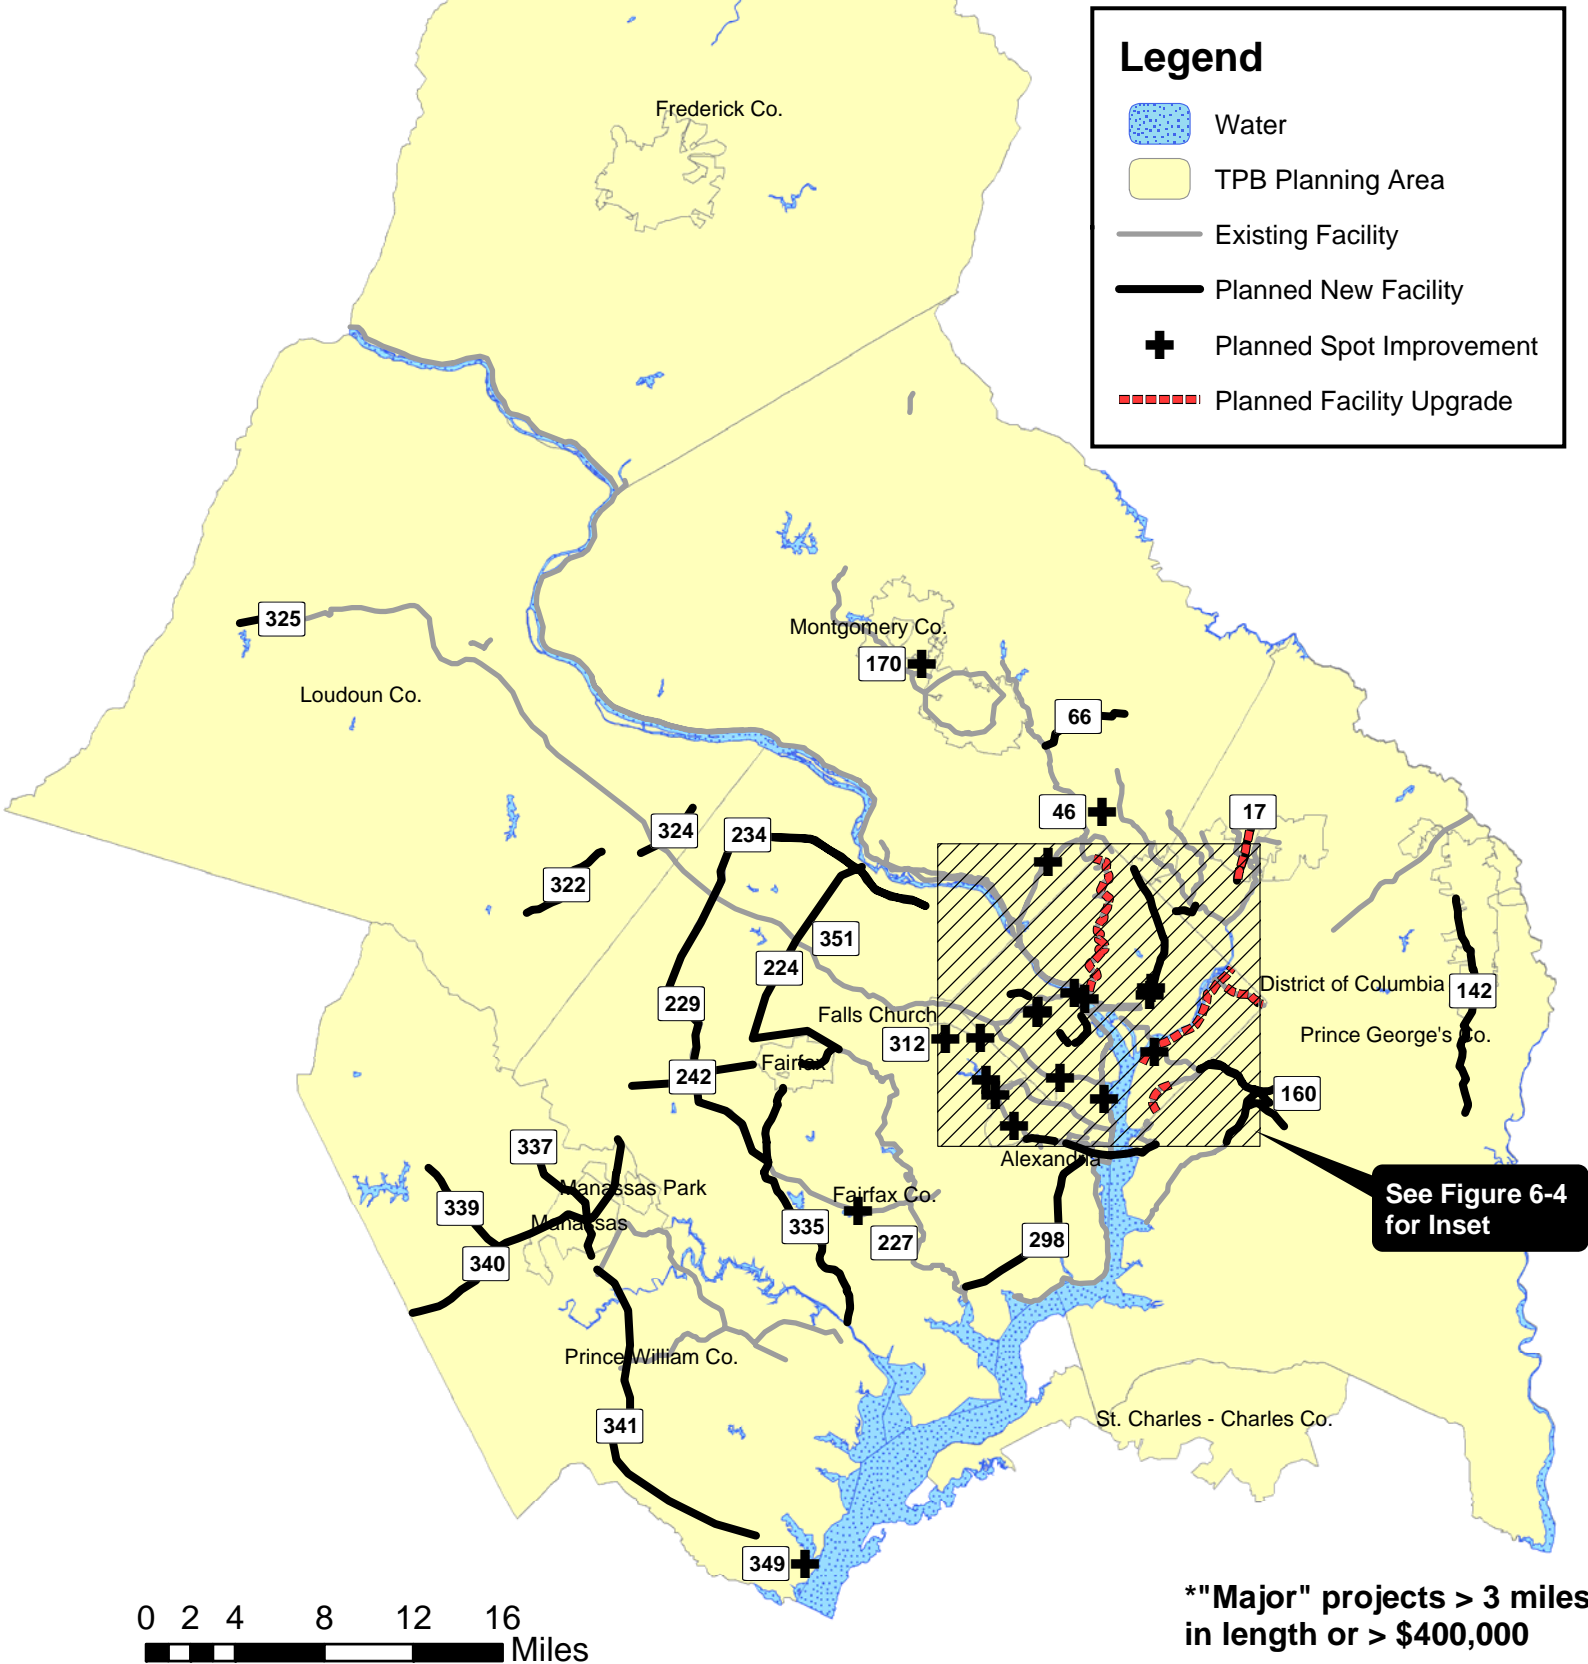 Legend
Water
TPB Planning Area
Existing Facility
Planned New Facility
Planned Spot Improvement
Planned Facility Upgrade
Frederick Co.
325
Montgomery Co.
170
Loudoun Co.
66
46
17
324
234
322
351
224
District of Columbia
142
229
Falls Church
312
Prince George's Co.
Fairfax
242
160
337
Alexandria
Manassas Park
See Figure 6-4
for Inset
339
Fairfax Co.
Manassas
335
227
298
340
Prince William Co.
341
St. Charles - Charles Co.
349
*"Major" projects > 3 miles
in length or > $400,000
0 2 4 8 12 16
Miles